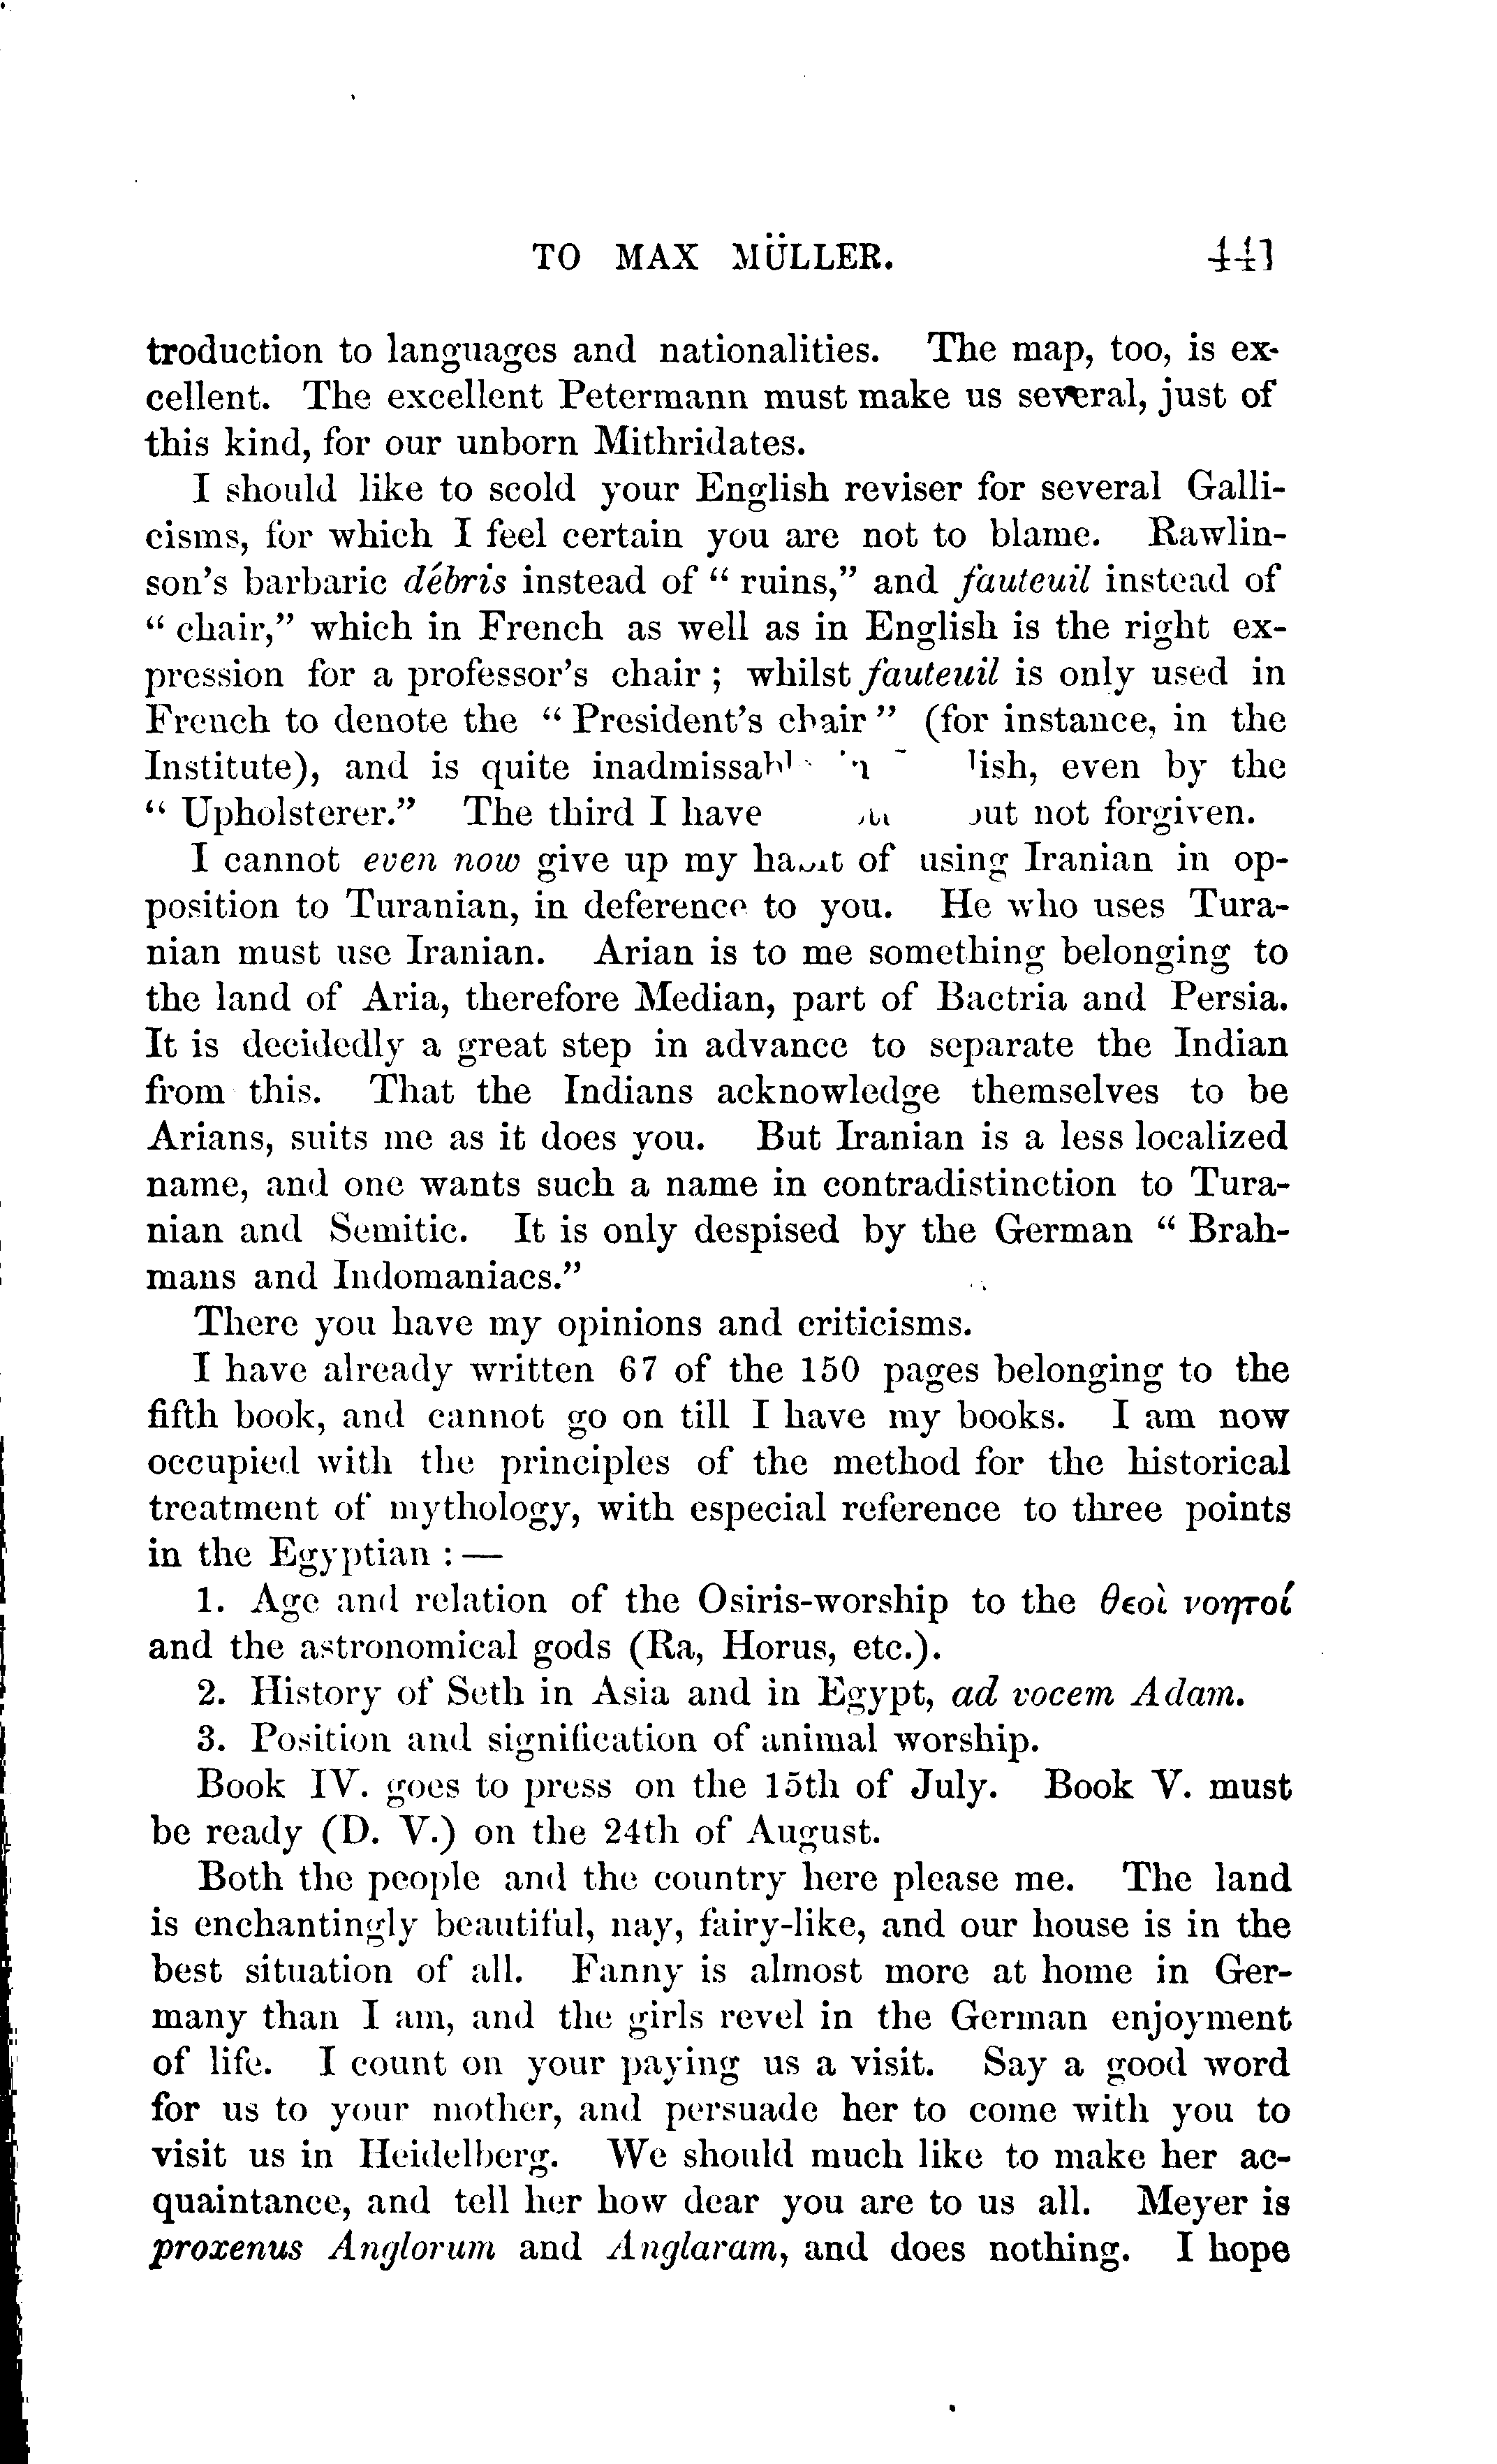 TO MAX MÜLLER. 441
troduction to languages and nationalities. The map, too, is ex-
cellent. The excellent Petermann must make us several, just of
this kind, for our unborn Mithridates.
I should like to scold your English reviser for several Galli-
cisms, for which I feel certain you are not to blame. Rawlin-
son's barbaric débris instead of “ ruins,” and fauteuil instead of
“ chair,” which in French as well as in English is the right ex-
pression for a professor's chair ; whilst fauteuil is only used in
French to denote the “ President's chair ” (for instance, in the
Institute), and is quite even by the
“ Upholsterer.” The third I have not forgiven.
I cannot even now give up my habit of using Iranian in op-
position to Turanian, in deference to you. He who uses Tura-
nian must use Iranian. Arian is to me something belonging to
the land of Aria, therefore Median, part of Bactria and Persia.
It is decidedly a great step in advance to separate the Indian
from this. That the Indians acknowledge themselves to be
Arians, suits me as it does you. But Iranian is a less localized
name, and one wants such a name in contradistinction to Tura-
nian and Semitic. It is only despised by the German “ Brah-
mans and Indomaniacs.”
There you have my opinions and criticisms.
I have already written 67 of the 150 pages belonging to the
fifth book, and cannot go on till I have my books. I am now
occupied with the principles of the method for the historical
treatment of mythology, with especial reference to three points
in the Egyptian : —
1. Age and relation of the Osiris-worship to the θεοὶ νοητοί
and the astronomical gods (Ra, Horus, etc.).
2. History of Seth in Asia and in Egypt, ad vocem Adam.
3. Position and signification of animal worship.
Book IV. goes to press on the 15th of July. Book V. must
be ready (D. V.) on the 24th of August.
Both the people and the country here please me. The land
is enchantingly beautiful, nay, fairy-like, and our house is in the
best situation of all. Fanny is almost more at home in Ger-
many than I am, and the girls revel in the German enjoyment
of life. I count on your paying us a visit. Say a good word
for us to your mother, and persuade her to come with you to
visit us in Heidelberg. We should much like to make her ac-
quaintance, and tell her how dear you are to us all. Meyer is
proxenus Anglorum and Anglaram, and does nothing. I hope